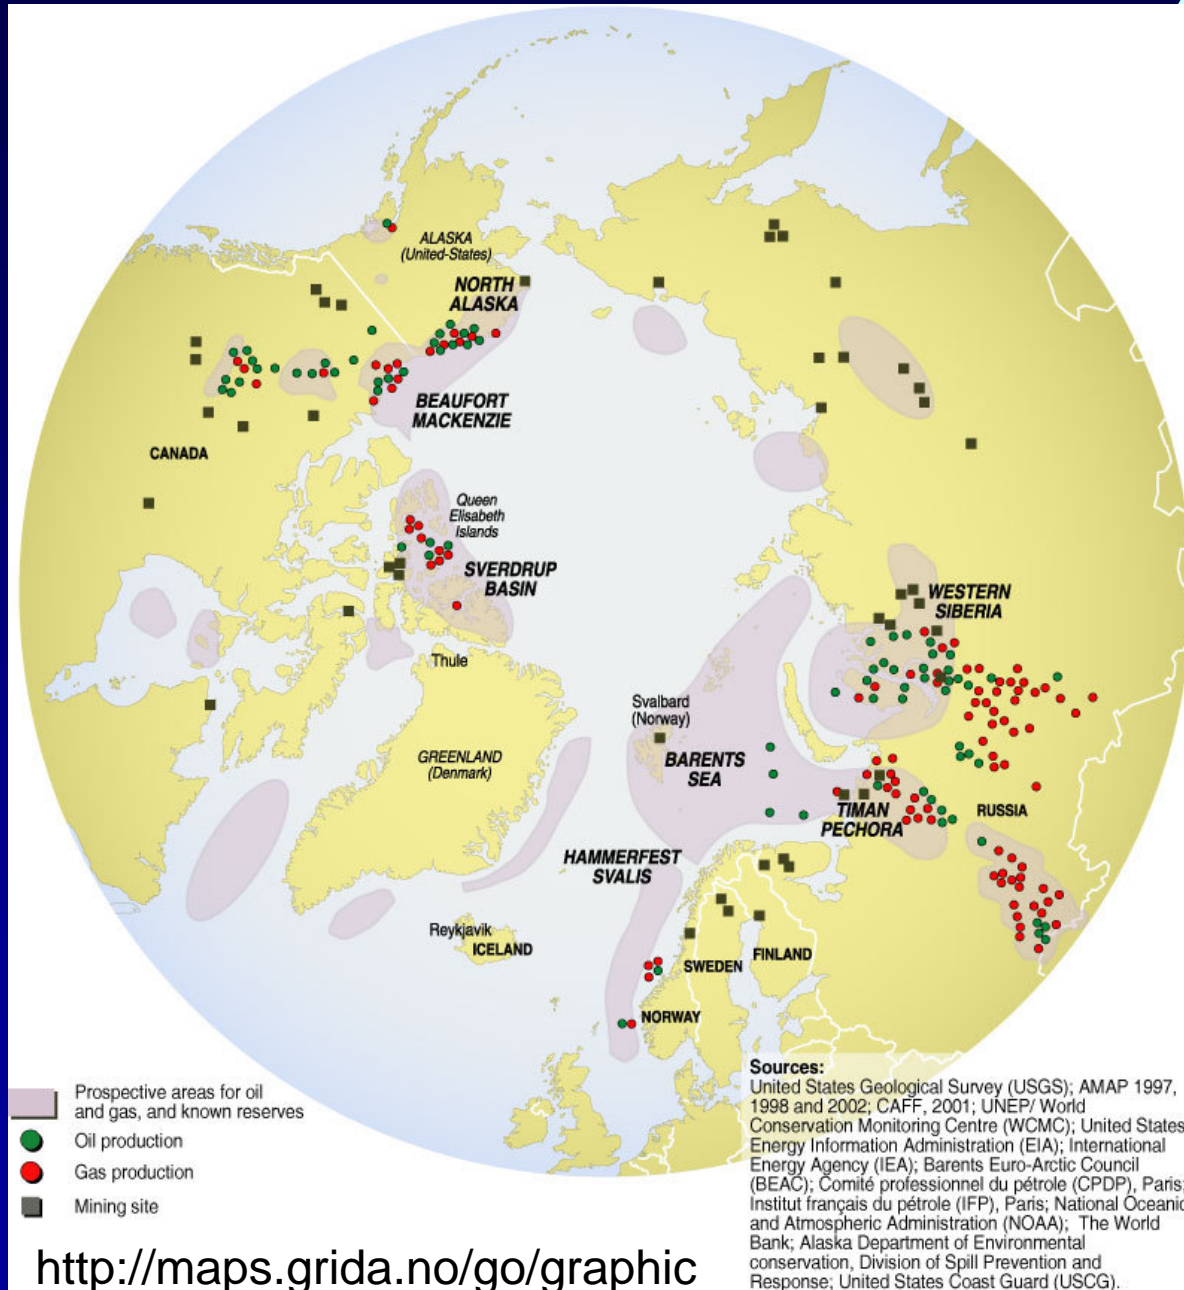 ALASKA
(United-States)
NORTH
ALASKA
BEAUFORT
MACKENZIE
CANADA
Queen
Elisabeth
Islands
SVERDRUP
BASIN
WESTERN
SIBERIA
Thule
Svalbard
(Norway)
GREENLAND
(Denmark)
BARENTS
SEA
TIMAN
PECHORA
RUSSIA
HAMMERFEST
SVALIS
Reykjavik
ICELAND
SWEDEN
FINLAND
NORWAY
Prospective areas for oil
and gas, and known reserves
Oil production
Gas production
Mining site
Sources:
United States Geological Survey (USGS); AMAP 1997,
1998 and 2002; CAFF, 2001; UNEP/ World
Conservation Monitoring Centre (WCMC); United States
Energy Information Administration (EIA); International
Energy Agency (IEA); Barents Euro-Arctic Council
(BEAC); Comité professionnel du pétrole (CPDP), Paris;
Institut français du pétrole (IFP), Paris; National Oceanic
and Atmospheric Administration (NOAA); The World
Bank; Alaska Department of Environmental
conservation, Division of Spill Prevention and
Response; United States Coast Guard (USCG).
http://maps.grida.no/go/graphic